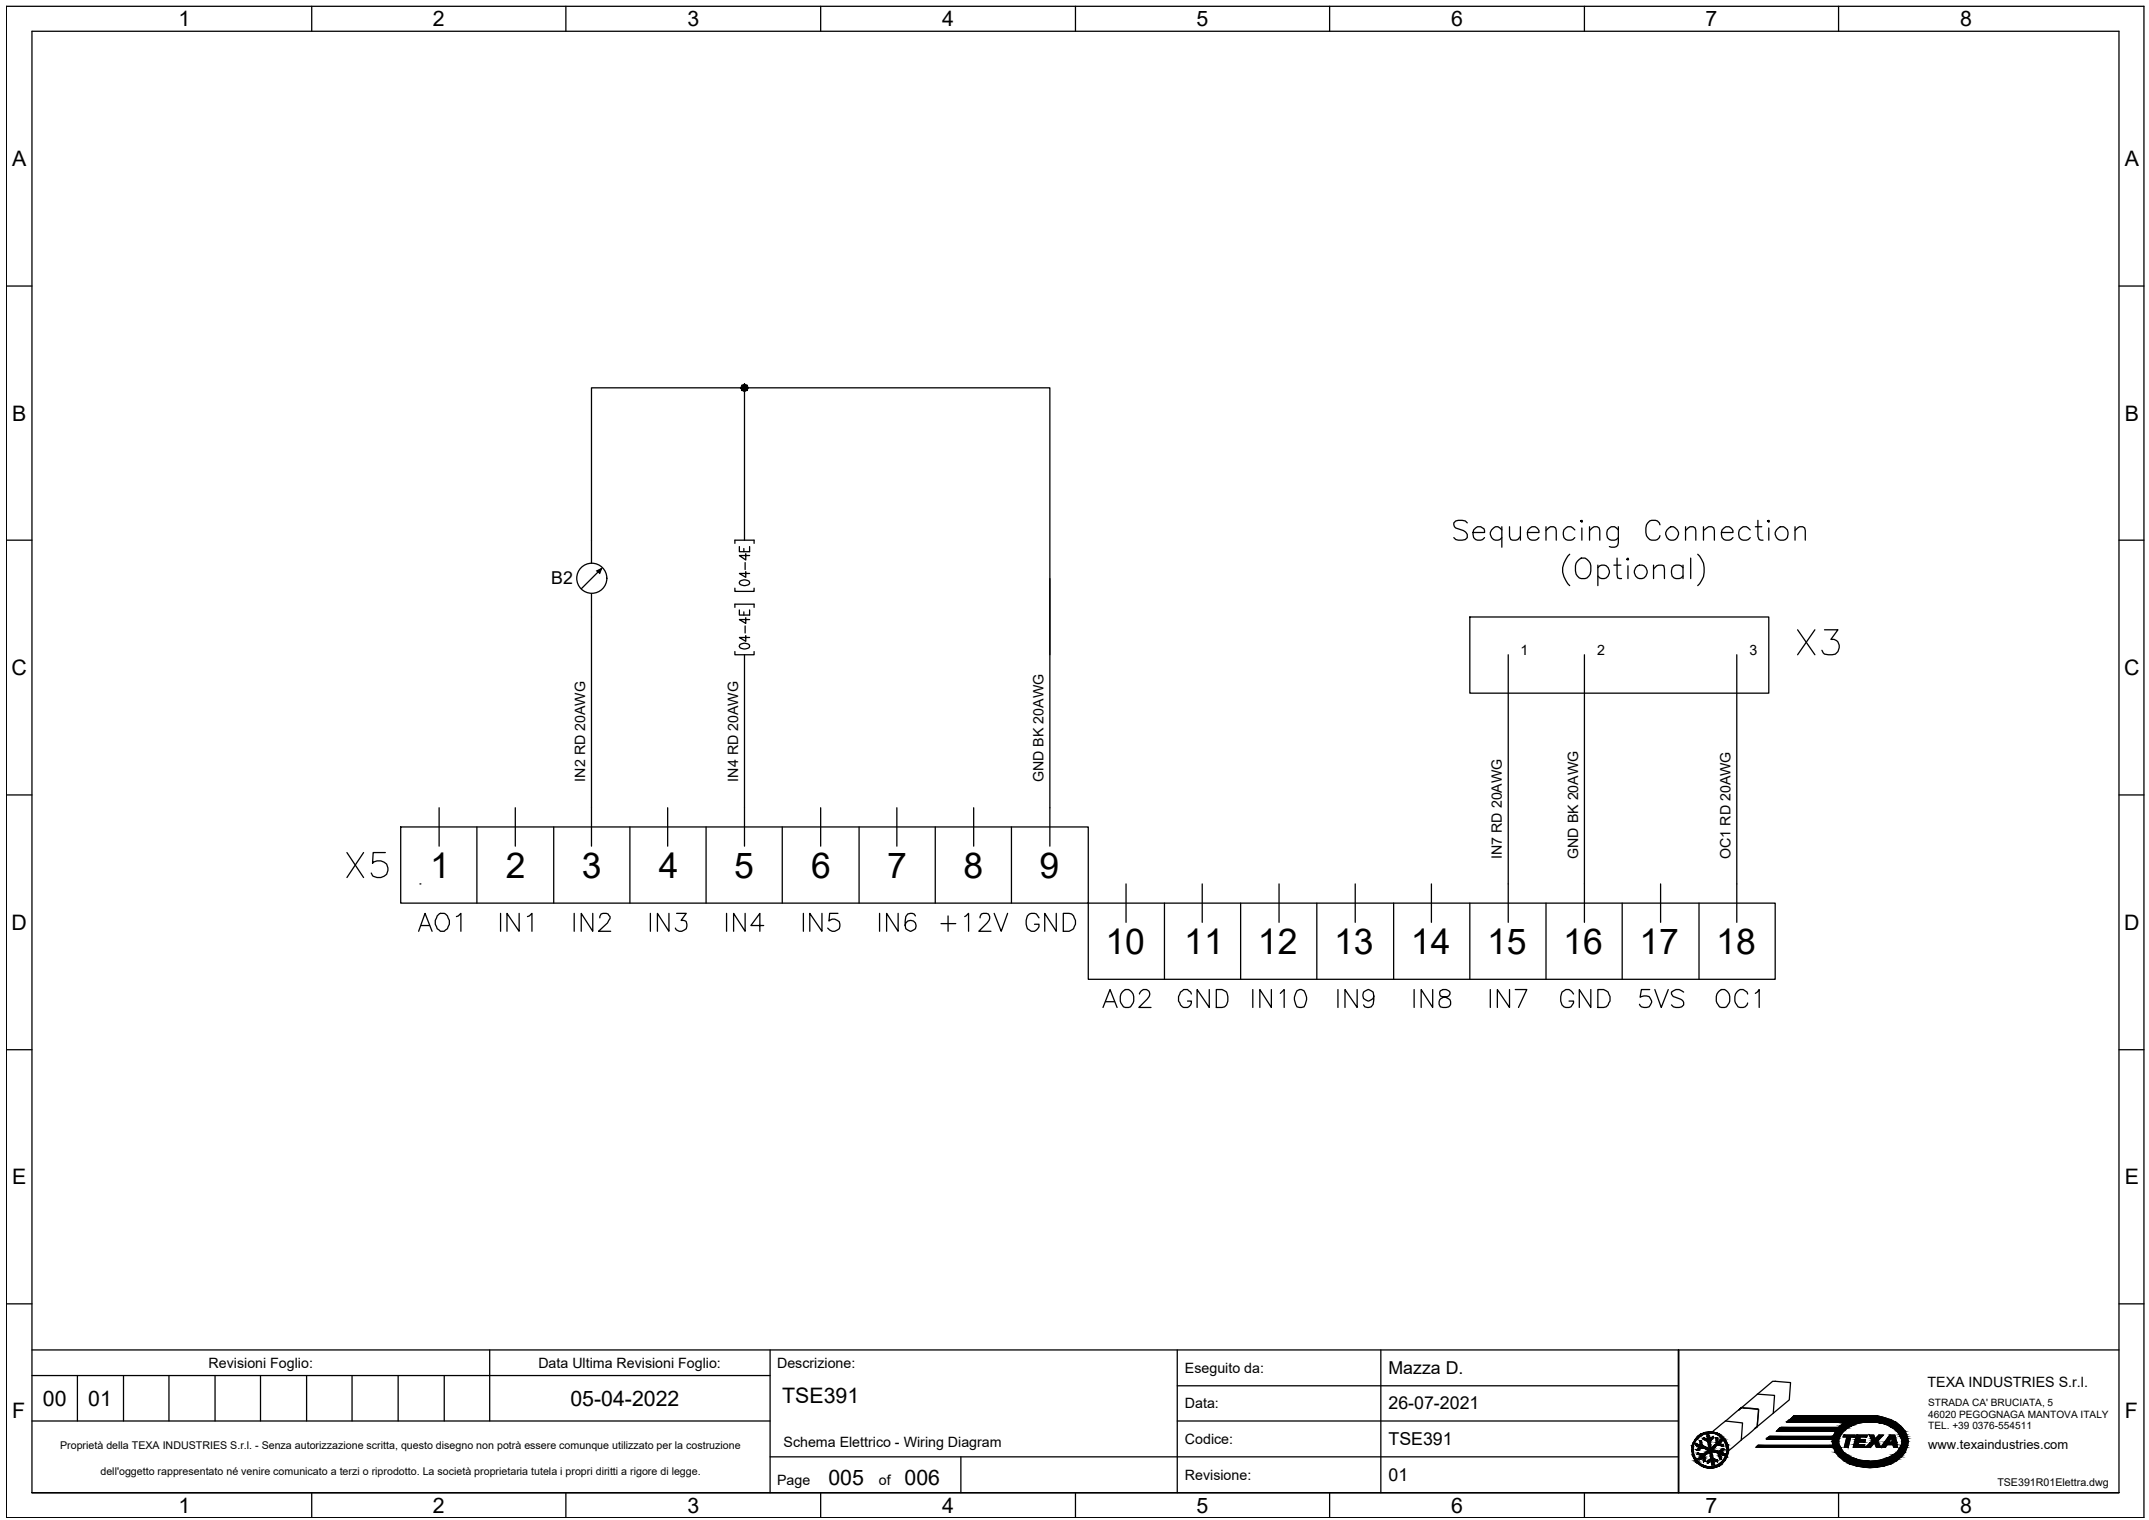 1 2 3 4 5 6 7 8
A A
B B
Sequencing Connection
(Optional)
B2
[04-4E] [04-4E]
X3
1 2 3
C C
IN2 RD 20AWG
IN4 RD 20AWG
GND BK 20AWG
IN7 RD 20AWG
GND BK 20AWG
OC1 RD 20AWG
X5 1 2 3 4 5 6 7 8 9
AO1 IN1 IN2 IN3 IN4 IN5 IN6 +12V GND
D D
10 11 12 13 14 15 16 17 18
AO2 GND IN10 IN9 IN8 IN7 GND 5VS OC1
E E
F F
Revisioni Foglio:
00 01
Data Ultima Revisioni Foglio:
05-04-2022
Proprietà della TEXA INDUSTRIES S.r.l. - Senza autorizzazione scritta, questo disegno non potrà essere comunque utilizzato per la costruzione
dell'oggetto rappresentato né venire comunicato a terzi o riprodotto. La società proprietaria tutela i propri diritti a rigore di legge.
Descrizione:
TSE391
Schema Elettrico - Wiring Diagram
Page 005 of 006
Eseguito da: Mazza D.
Data: 26-07-2021
Codice: TSE391
Revisione: 01
TEXA
TEXA INDUSTRIES S.r.l.
STRADA CA' BRUCIATA, 5
46020 PEGOGNAGA MANTOVA ITALY
TEL. +39 0376-554511
www.texaindustries.com
TSE391R01Elettra.dwg
1 2 3 4 5 6 7 8